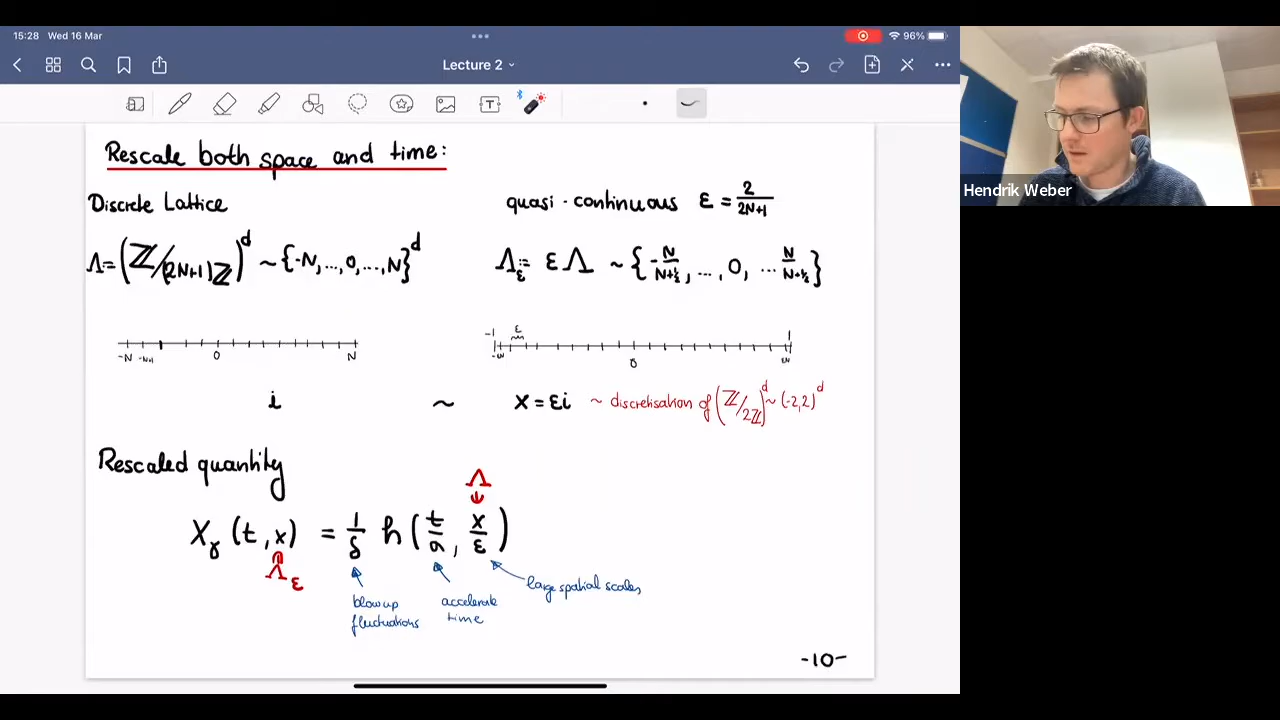 15:28 Wed 16 Mar
96%
Lecture 2
Hendrik Weber
Rescale both space and time:
Discrete Lattice
quasi-continuous ε = 2/(2N+1)
Λ = (ℤ/(2N+1)ℤ)^d ~ {-N,...,0,...,N}^d
Λ_ε := εΛ ~ {-N/(N+½), ..., 0, ... N/(N+½)}
-N -N+1 0 N
-1 ε 1
-εN 0 εN
i ~ x = εi ~ discretisation of (ℤ/2ℤ)^d ~ (-2,2)^d
Rescaled quantity
Λ
↓
X_γ (t,x) = 1/δ h(t/α, x/ε)
⇑
Λ_ε
large spatial scales
blow up fluctuations
accelerate time
-10-